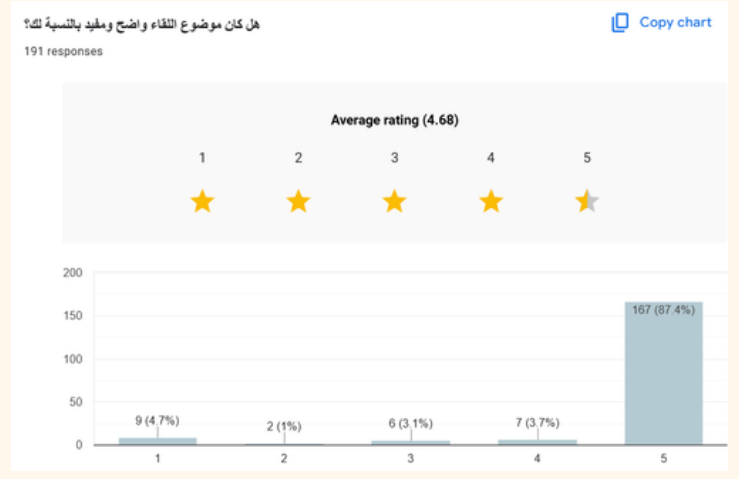 هل كان موضوع اللقاء واضح ومفيد بالنسبة لك؟
Copy chart
191 responses
Average rating (4.68)
1 2 3 4 5
200
150
100
50
0
9 (4.7%)
2 (1%)
6 (3.1%)
7 (3.7%)
167 (87.4%)
1 2 3 4 5